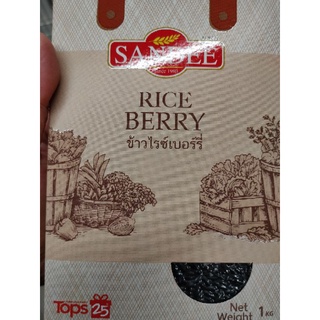 SANGEE
SINCE 1960
RICE
BERRY
ข้าวไรซ์เบอร์รี่
Tops 25
Net
Weight 1 KG